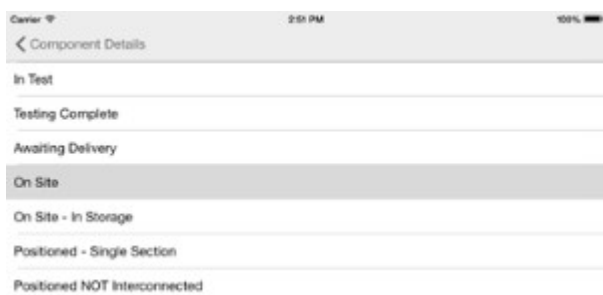 Carrier 2:51 PM 100%
Component Details
In Test
Testing Complete
Awaiting Delivery
On Site
On Site - In Storage
Positioned - Single Section
Positioned NOT Interconnected